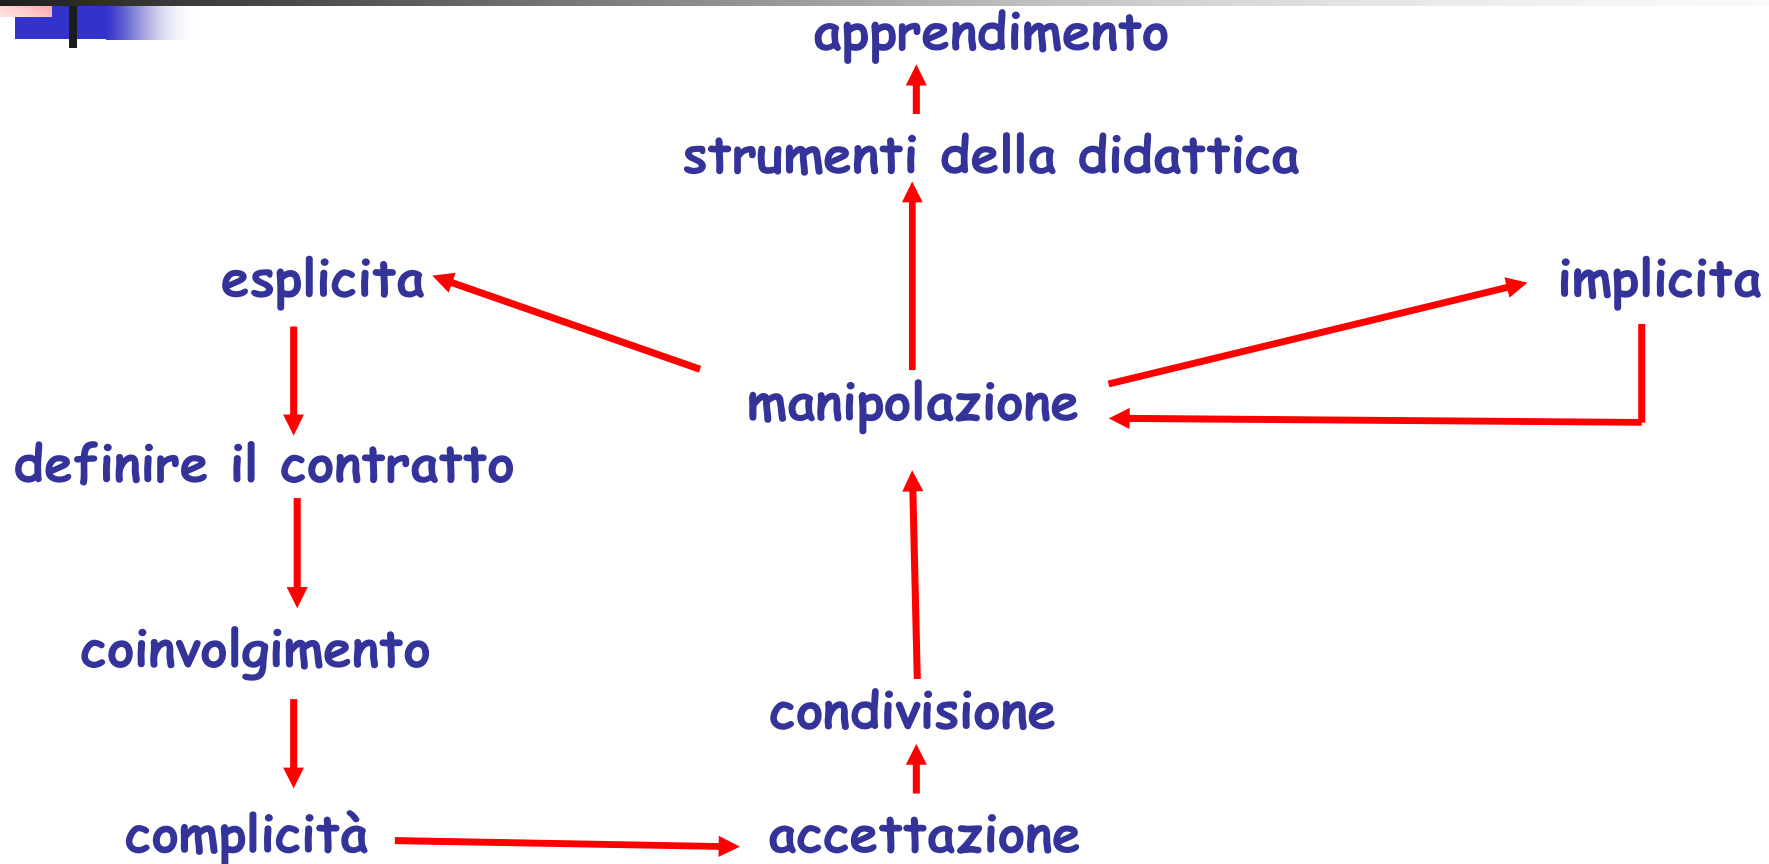 apprendimento
strumenti della didattica
esplicita
implicita
manipolazione
definire il contratto
coinvolgimento
condivisione
complicità
accettazione